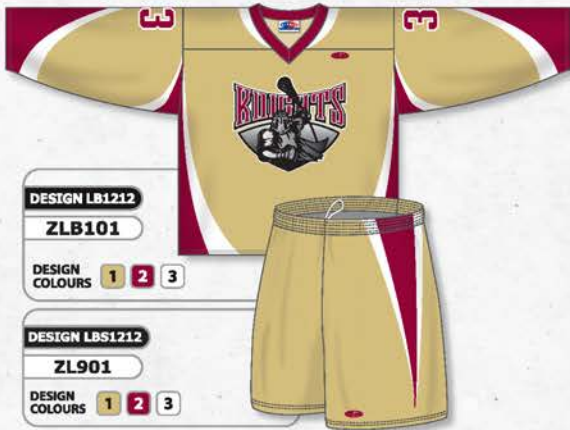 3 3
KNIGHTS
DESIGN LB1212
ZLB101
DESIGN
COLOURS 1 2 3
DESIGN LBS1212
ZL901
DESIGN
COLOURS 1 2 3